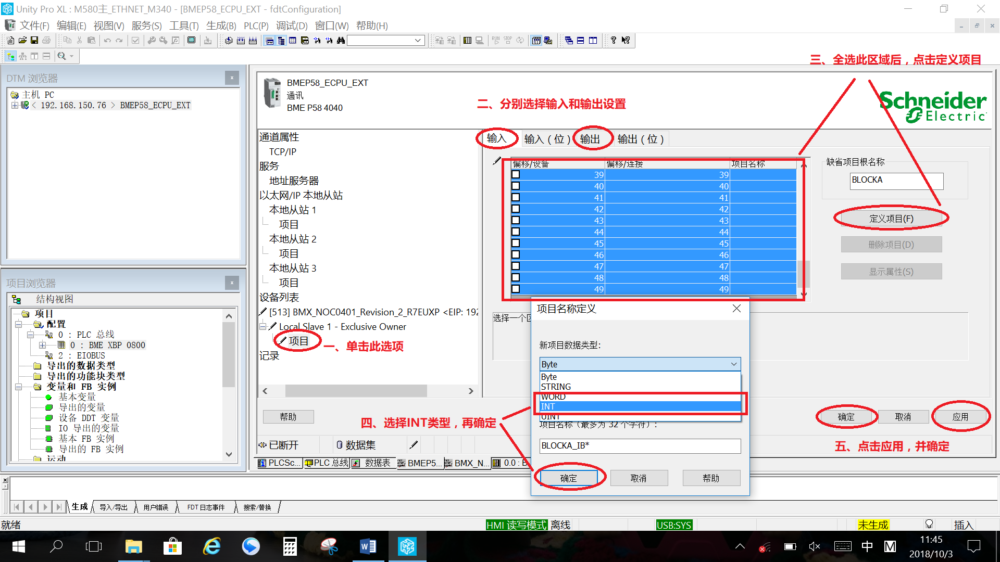 Unity Pro XL : M580主_ETHNET_M340 - [BMEP58_ECPU_EXT - fdtConfiguration]
文件(F) 编辑(E) 视图(V) 服务(S) 工具(T) 生成(B) PLC(P) 调试(D) 窗口(W) 帮助(H)
RUN STOP
三、全选此区域后，点击定义项目
DTM 浏览器
主机 PC
< 192.168.150.76 > BMEP58_ECPU_EXT
BMEP58_ECPU_EXT
通讯
BME P58 4040
二、分别选择输入和输出设置
Schneider
Electric
通道属性
TCP/IP
服务
地址服务器
以太网/IP 本地从站
本地从站 1
项目
本地从站 2
项目
本地从站 3
项目
设备列表
[513] BMX_NOC0401_Revision_2_R7EUXP <EIP: 192
Local Slave 1 - Exclusive Owner
项目
一、单击此选项
记录
输入 输入（位） 输出 输出（位）
偏移/设备 偏移/连接 项目名称
39 39
40 40
41 41
42 42
43 43
44 44
45 45
46 46
47 47
48 48
49 49
缺省项目根名称
BLOCKA
定义项目(F)
删除项目(D)
显示属性(S)
选择一个
项目名称定义
新项目数据类型:
Byte
Byte
STRING
WORD
INT
UINT
项目名称（最多为 32 个字符）:
BLOCKA_IB*
确定 取消 帮助
四、选择INT类型，再确定
帮助
确定 取消 应用
五、点击应用，并确定
已断开 数据集
PLCSc... PLC 总线 数据表 BMEP5... BMX_N... 0.0 :
项目浏览器
结构视图
项目
配置
0 : PLC 总线
0 : BME XBP 0800
2 : EIOBUS
导出的数据类型
导出的功能块类型
变量和 FB 实例
基本变量
导出的变量
设备 DDT 变量
IO 导出的变量
基本 FB 实例
导出的 FB 实例
运动
生成 导入/导出 用户错误 FDT 日志事件 搜索/替换
就绪 HMI 读写模式 离线 USB:SYS 未生成 插入
中 M 11:45
2018/10/3